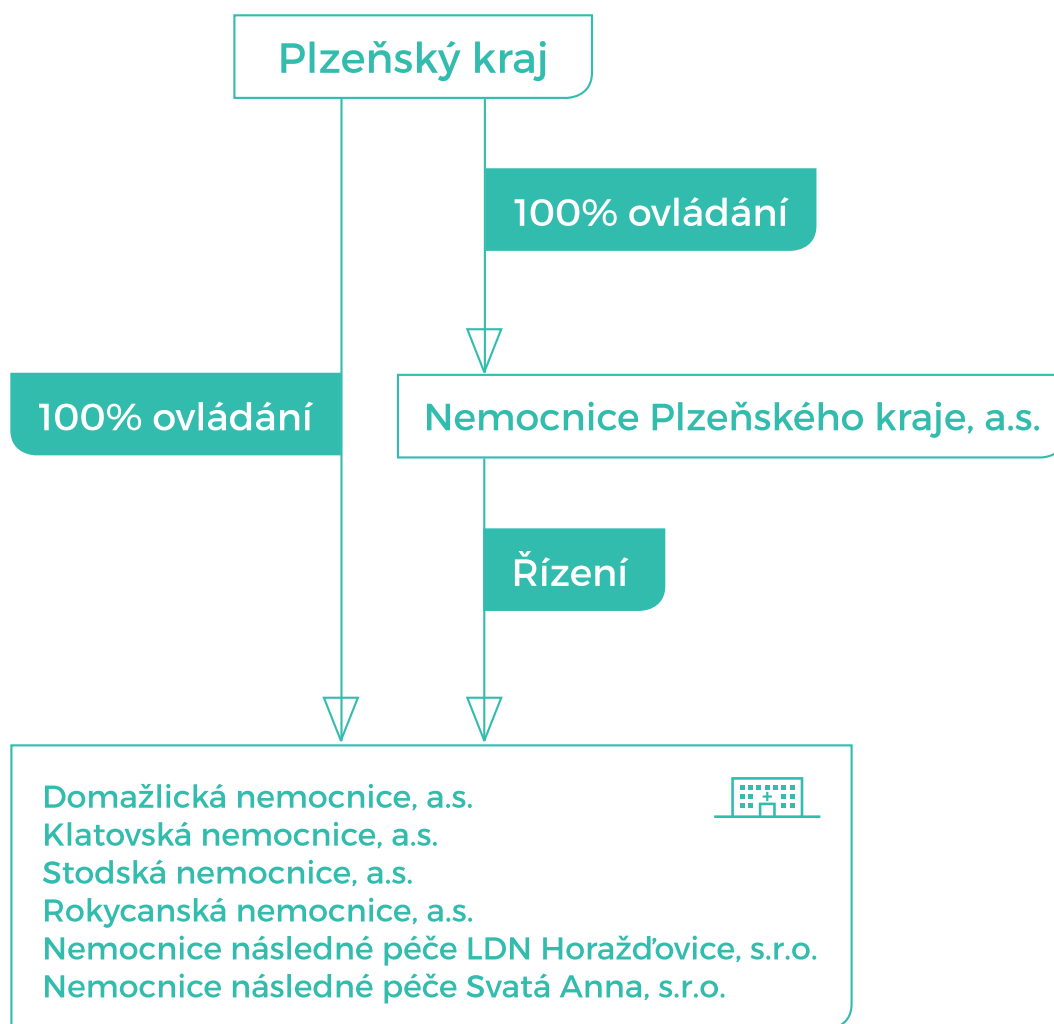 Plzeňský kraj
100% ovládání
100% ovládání
Nemocnice Plzeňského kraje, a.s.
Řízení
Domažlická nemocnice, a.s.
Klatovská nemocnice, a.s.
Stodská nemocnice, a.s.
Rokycanská nemocnice, a.s.
Nemocnice následné péče LDN Horažďovice, s.r.o.
Nemocnice následné péče Svatá Anna, s.r.o.